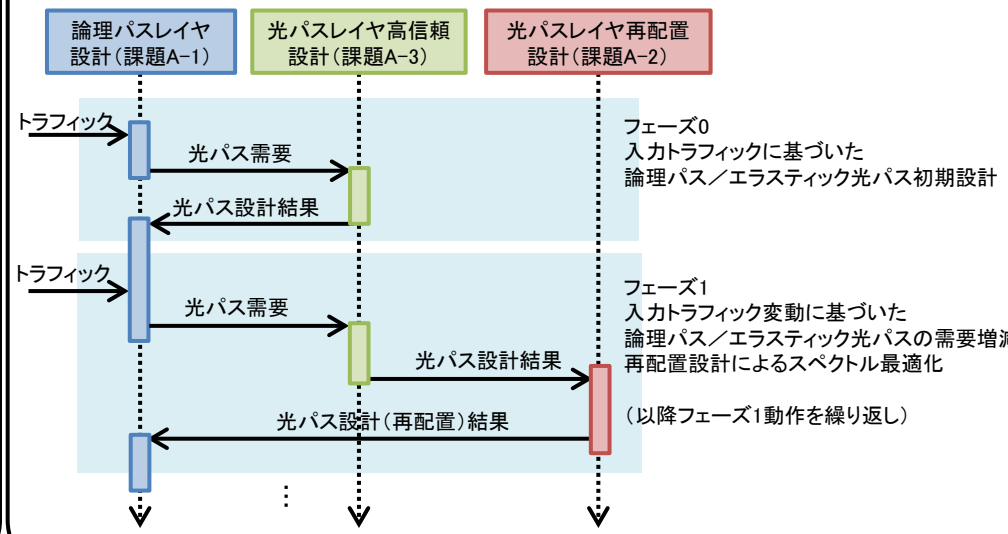 論理パスレイヤ
設計(課題A-1)
光パスレイヤ高信頼
設計(課題A-3)
光パスレイヤ再配置
設計(課題A-2)
トラフィック
光パス需要
光パス設計結果
フェーズ0
入力トラフィックに基づいた
論理パス／エラスティック光パス初期設計
トラフィック
光パス需要
光パス設計結果
光パス設計(再配置)結果
フェーズ1
入力トラフィック変動に基づいた
論理パス／エラスティック光パスの需要増減
再配置設計によるスペクトル最適化
(以降フェーズ1動作を繰り返し)
⋮